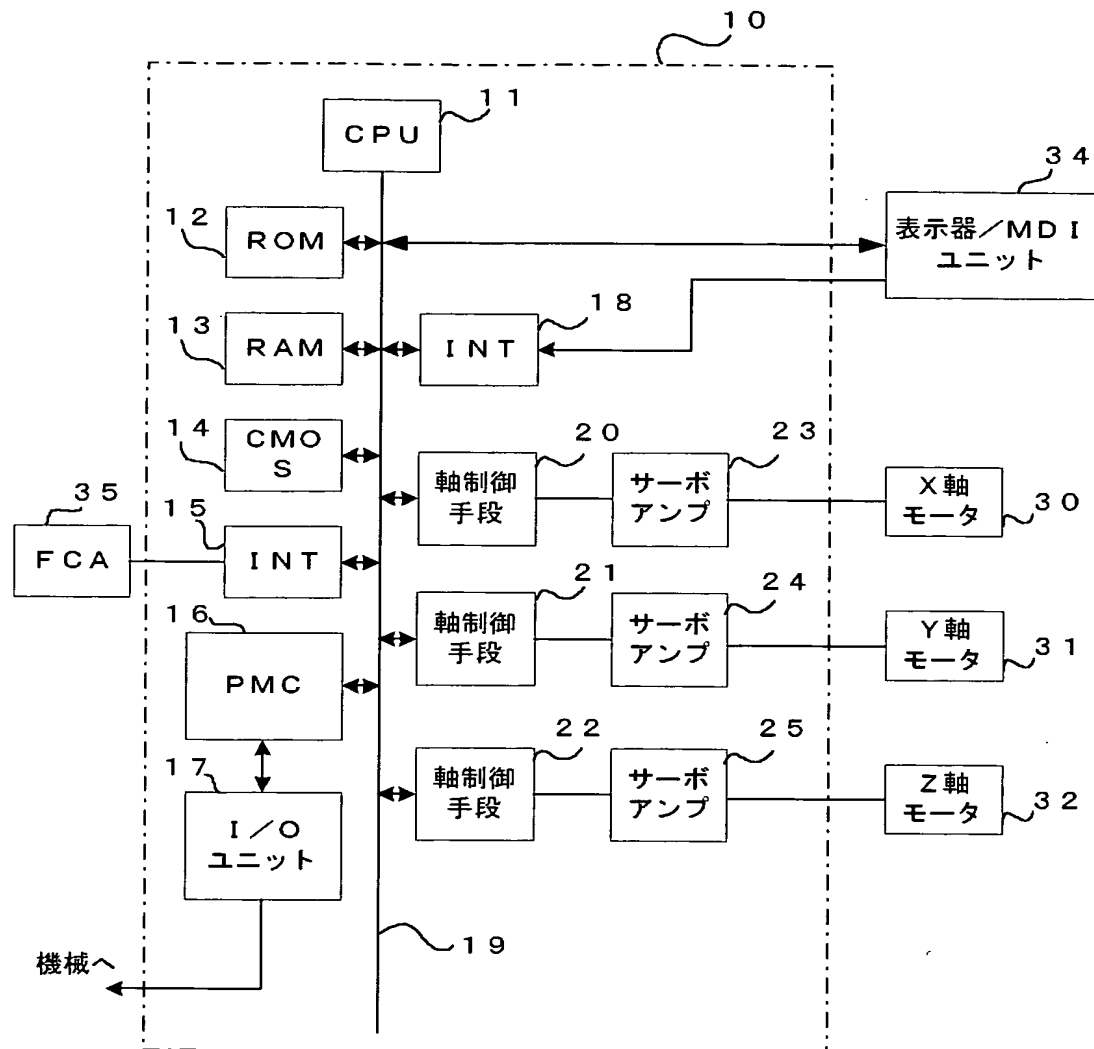 10
11
CPU
34
12
ROM
表示器/MDI
ユニット
18
13
RAM
INT
14
CMO
S
20
23
35
15
軸制御
手段
サーボ
アンプ
X軸
モータ
30
FCA
INT
21
24
16
軸制御
手段
サーボ
アンプ
Y軸
モータ
31
PMC
22
25
17
軸制御
手段
サーボ
アンプ
Z軸
モータ
32
I/O
ユニット
19
機械へ